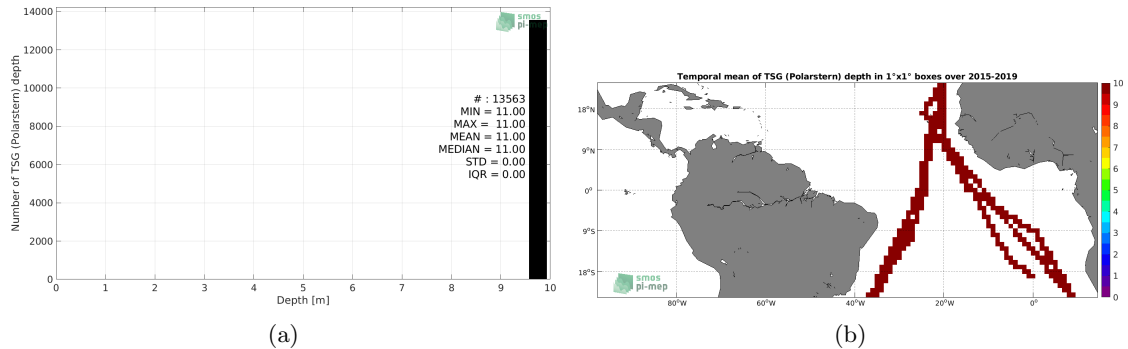 14000
12000
10000
8000
6000
4000
2000
0
Number of TSG (Polarstern) depth
smos
pi-mep
# : 13563
MIN = 11.00
MAX = 11.00
MEAN = 11.00
MEDIAN = 11.00
STD = 0.00
IQR = 0.00
0 1 2 3 4 5 6 7 8 9 10
Depth [m]
(a)
Temporal mean of TSG (Polarstern) depth in 1°x1° boxes over 2015-2019
18°N
9°N
0°
9°S
18°S
80°W 60°W 40°W 20°W 0°
smos
pi-mep
10
9
8
7
6
5
4
3
2
1
0
(b)